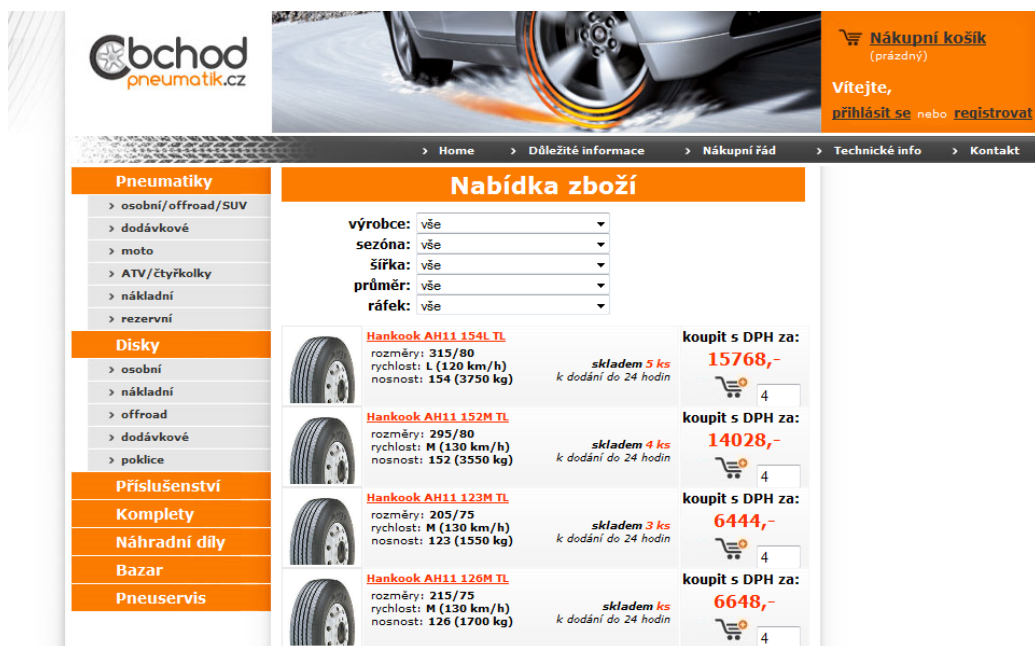 Obchod
pneumatik.cz
Nákupní košík
(prázdný)
Vítejte,
přihlásit se nebo registrovat
Home
Důležité informace
Nákupní řád
Technické info
Kontakt
Pneumatiky
osobní/offroad/SUV
dodávkové
moto
ATV/čtyřkolky
nákladní
rezervní
Disky
osobní
nákladní
offroad
dodávkové
poklice
Příslušenství
Komplety
Náhradní díly
Bazar
Pneuservis
Nabídka zboží
výrobce: vše
sezóna: vše
šířka: vše
průměr: vše
ráfek: vše
Hankook AH11 154L TL
rozměry: 315/80
rychlost: L (120 km/h)
nosnost: 154 (3750 kg)
skladem 5 ks
k dodání do 24 hodin
koupit s DPH za:
15768,-
4
Hankook AH11 152M TL
rozměry: 295/80
rychlost: M (130 km/h)
nosnost: 152 (3550 kg)
skladem 4 ks
k dodání do 24 hodin
koupit s DPH za:
14028,-
4
Hankook AH11 123M TL
rozměry: 205/75
rychlost: M (130 km/h)
nosnost: 123 (1550 kg)
skladem 3 ks
k dodání do 24 hodin
koupit s DPH za:
6444,-
4
Hankook AH11 126M TL
rozměry: 215/75
rychlost: M (130 km/h)
nosnost: 126 (1700 kg)
skladem ks
k dodání do 24 hodin
koupit s DPH za:
6648,-
4